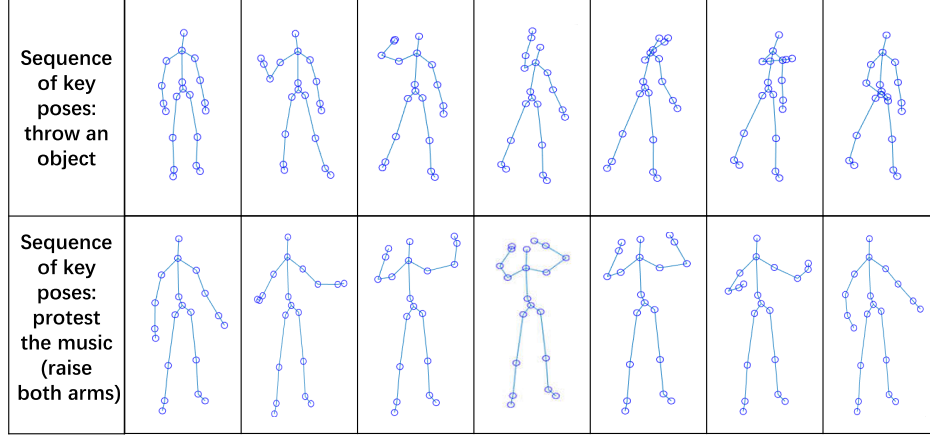 Sequence
of key
poses:
throw an
object
Sequence
of key
poses:
protest
the music
(raise
both arms)